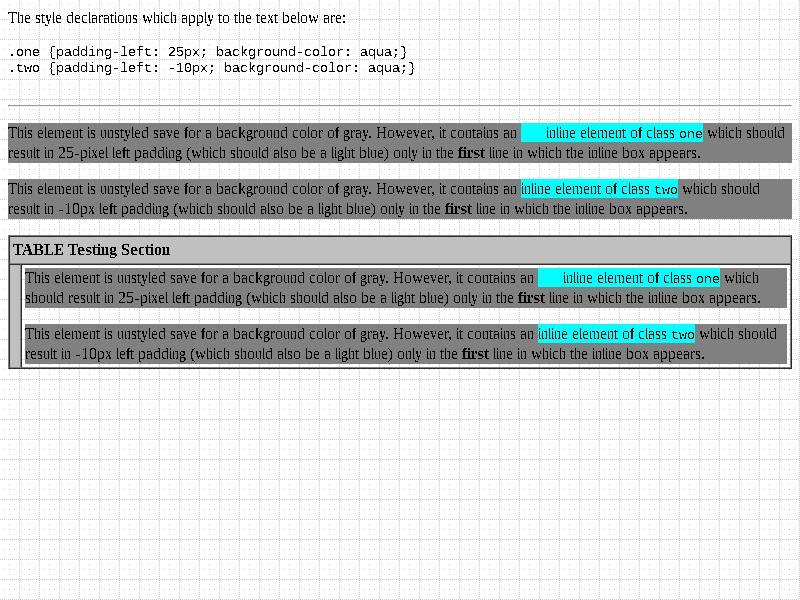 The style declarations which apply to the text below are:
.one {padding-left: 25px; background-color: aqua;}
.two {padding-left: -10px; background-color: aqua;}
This element is unstyled save for a background color of gray. However, it contains an inline element of class one which should
result in 25-pixel left padding (which should also be a light blue) only in the first line in which the inline box appears.
This element is unstyled save for a background color of gray. However, it contains an inline element of class two which should
result in -10px left padding (which should also be a light blue) only in the first line in which the inline box appears.
TABLE Testing Section
This element is unstyled save for a background color of gray. However, it contains an inline element of class one which
should result in 25-pixel left padding (which should also be a light blue) only in the first line in which the inline box appears.
This element is unstyled save for a background color of gray. However, it contains an inline element of class two which should
result in -10px left padding (which should also be a light blue) only in the first line in which the inline box appears.